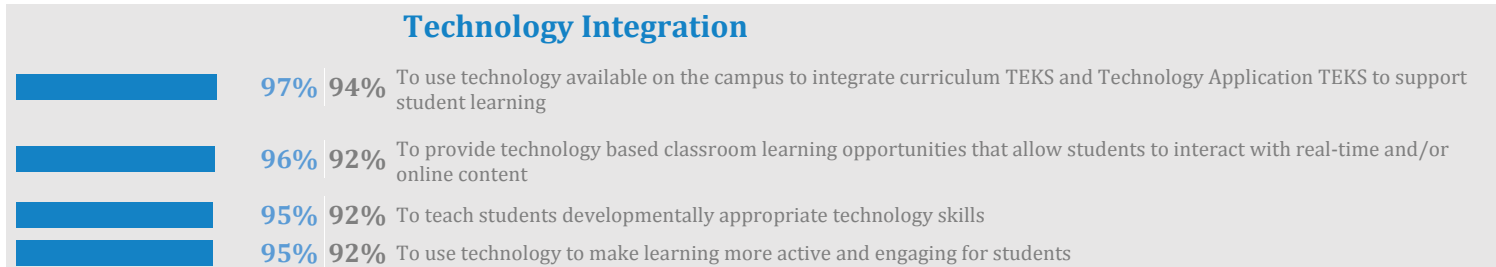 Technology Integration
97% 94% To use technology available on the campus to integrate curriculum TEKS and Technology Application TEKS to support
student learning
96% 92% To provide technology based classroom learning opportunities that allow students to interact with real-time and/or
online content
95% 92% To teach students developmentally appropriate technology skills
95% 92% To use technology to make learning more active and engaging for students